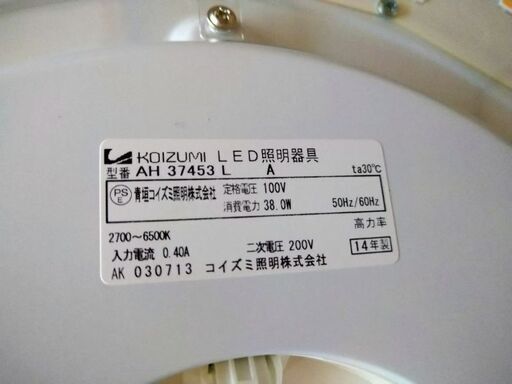 KOIZUMI LED照明器具
型番 AH 37453 L A ta30℃
PS E 青垣コイズミ照明株式会社 定格電圧 100V
消費電力 38.0W 50Hz/60Hz
2700～6500K 高力率
入力電流 0.40A 二次電圧 200V 14年製
AK 030713 コイズミ照明株式会社